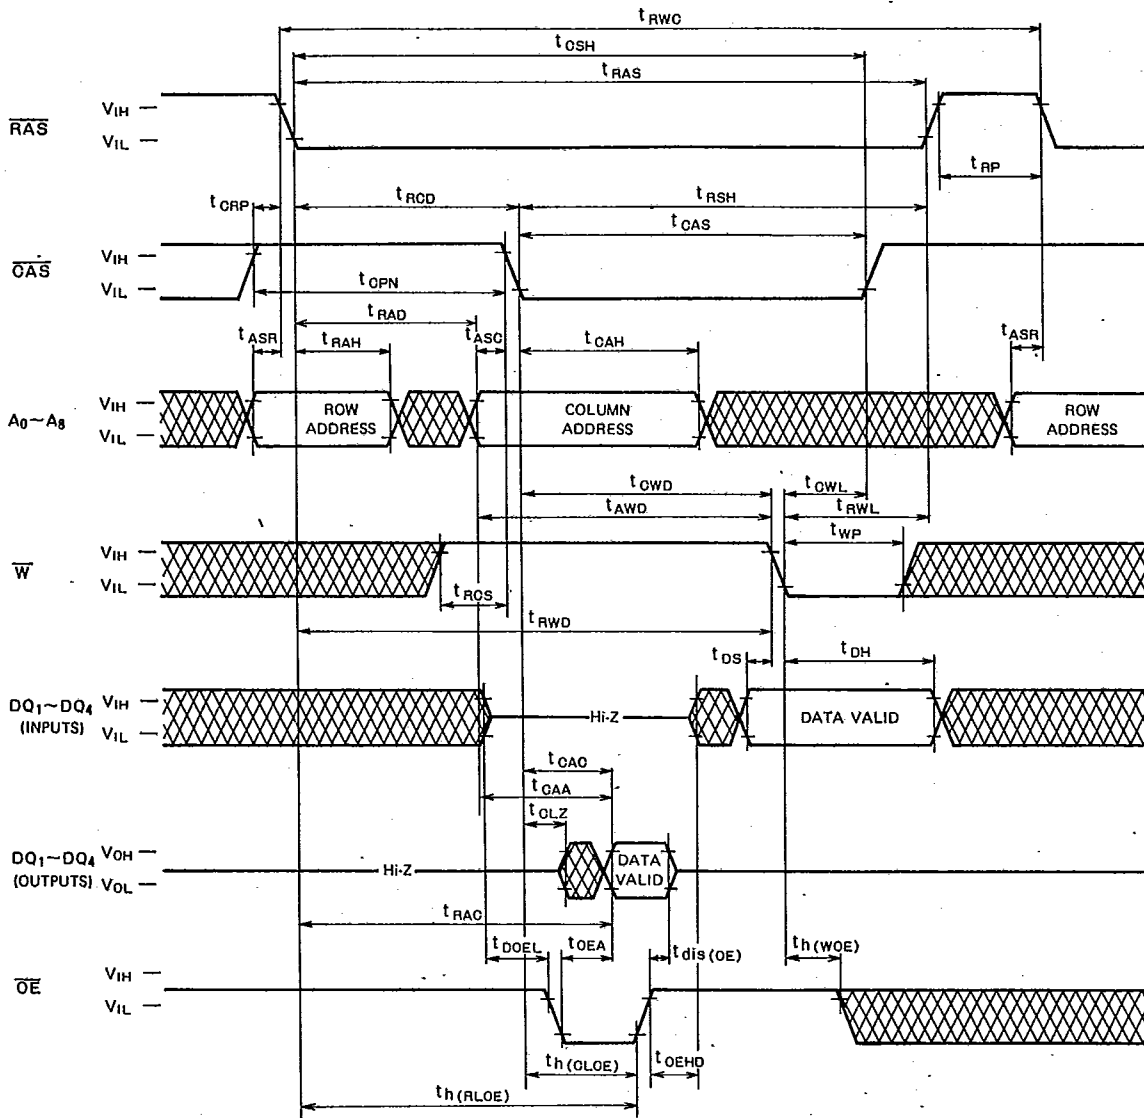 tRWC
tCSH
tRAS
RAS
VIH
VIL
tRP
tCRP
tRCD
tRSH
tCAS
CAS
VIH
VIL
tCPN
tRAD
tASR
tRAH
tASC
tCAH
tASR
A0~A8
VIH
VIL
ROW
ADDRESS
COLUMN
ADDRESS
ROW
ADDRESS
tCWD
tCWL
tAWD
tRWL
tWP
W
VIH
VIL
tRCS
tRWD
tDS
tDH
DQ1~DQ4
(INPUTS)
VIH
VIL
Hi-Z
DATA VALID
tCAC
tCAA
tCLZ
DQ1~DQ4
(OUTPUTS)
VOH
VOL
Hi-Z
DATA
VALID
tRAC
tDOEL
tOEA
tdis(OE)
th(WOE)
OE
VIH
VIL
th(CLOE)
tOEHD
th(RLOE)